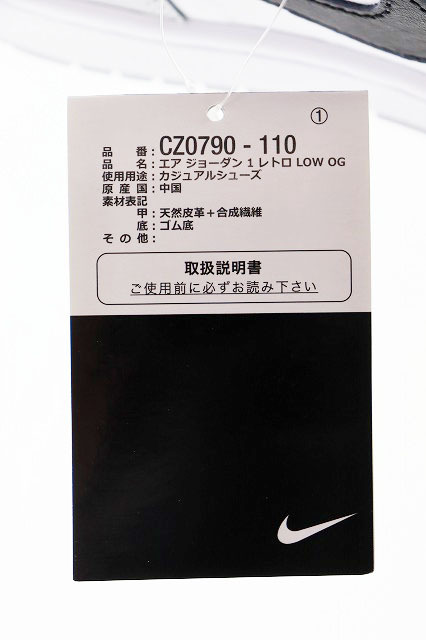 ①
品 番：CZ0790 - 110
品 名：エア ジョーダン 1 レトロ LOW OG
使用用途：カジュアルシューズ
原 産 国：中国
素材表記
甲：天然皮革＋合成繊維
底：ゴム底
そ の 他：
取扱説明書
ご使用前に必ずお読み下さい